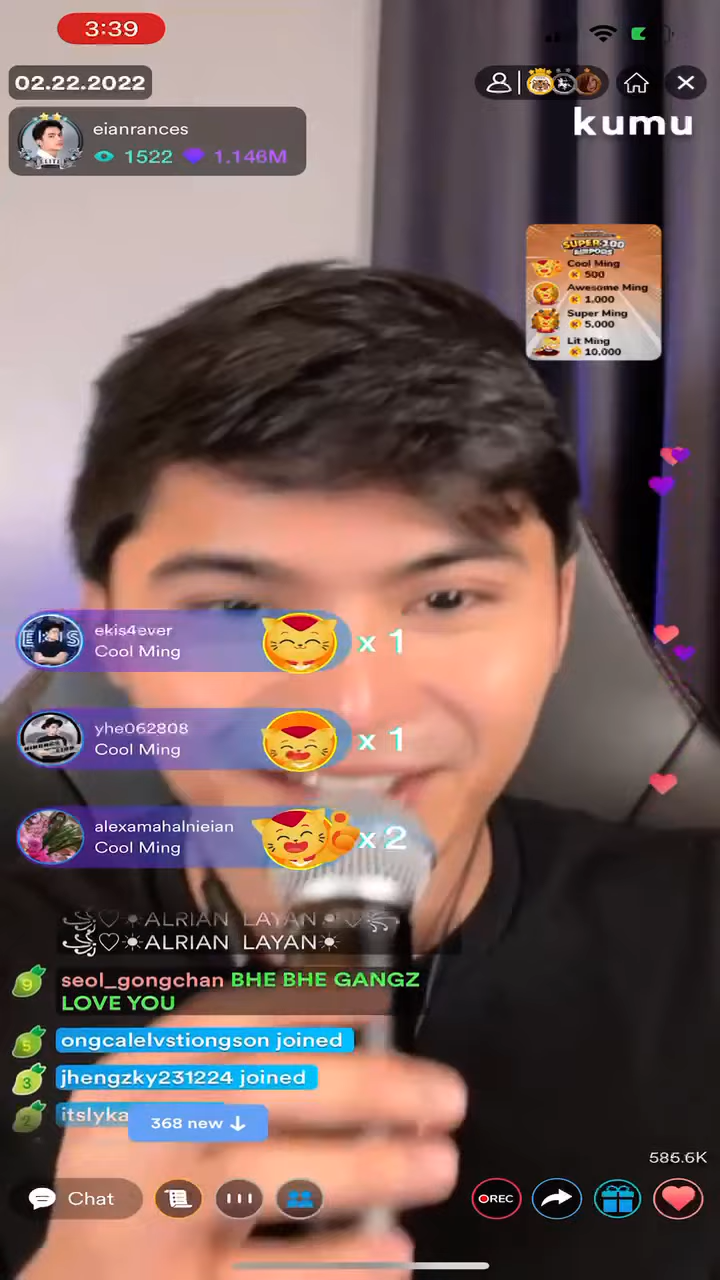 3:39
02.22.2022
kumu
eianrances
1522 1.146M
SUPER 200
AIRPODS
Cool Ming
500
Awesome Ming
1,000
Super Ming
5,000
Lit Ming
10,000
ekis4ever
Cool Ming
x 1
yhe062808
Cool Ming
x 1
alexamahalnieian
Cool Ming
x 2
ALRIAN LAYAN
ALRIAN LAYAN
9
seol_gongchan BHE BHE GANGZ
LOVE YOU
5
ongcalelvstiongson joined
3
jhengzky231224 joined
2
itslyka
368 new
585.6K
Chat
REC